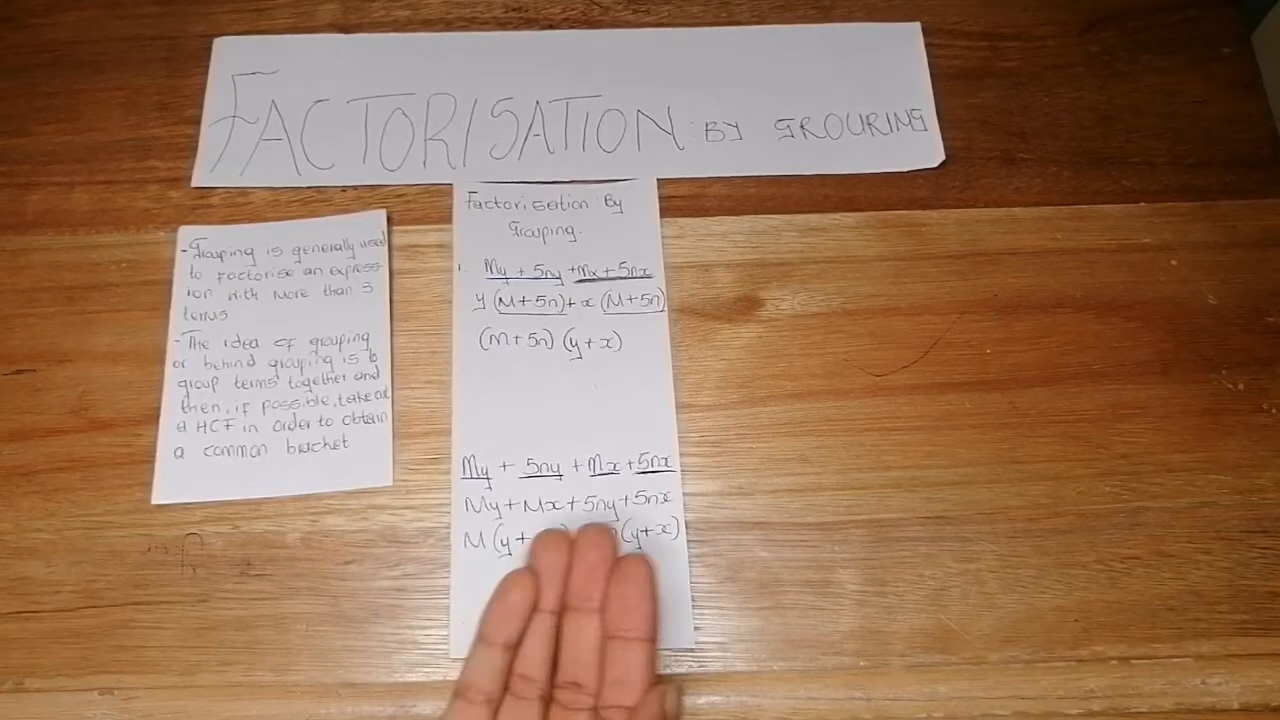 FACTORISATION BY GROURING
- Grouping is generally used
to factorise an express-
ion with more than 3
terms
- The idea of grouping
or behind grouping is to
group terms together and
then, if possible, take out
a HCF in order to obtain
a common bracket
Factorisation By
Grouping.
1. My + 5ny + Mx + 5nx
y (M+5n) + x (M+5n)
(M+5n) (y+x)
My + 5ny + Mx + 5nx
My+Mx+5ny+5nx
M(y+ (y+x)